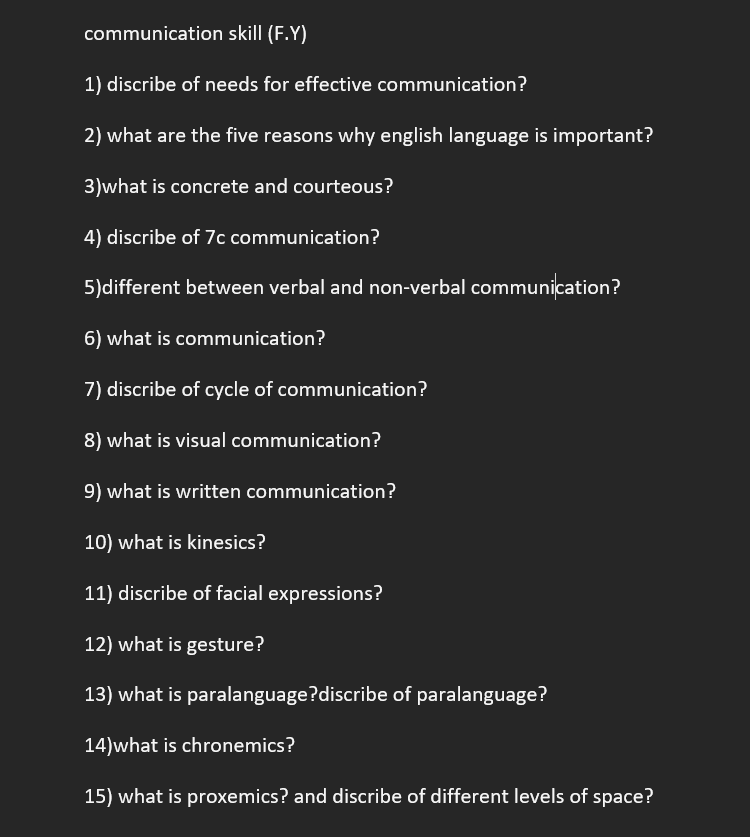 communication skill (F.Y)
1) discribe of needs for effective communication?
2) what are the five reasons why english language is important?
3)what is concrete and courteous?
4) discribe of 7c communication?
5)different between verbal and non-verbal communication?
6) what is communication?
7) discribe of cycle of communication?
8) what is visual communication?
9) what is written communication?
10) what is kinesics?
11) discribe of facial expressions?
12) what is gesture?
13) what is paralanguage?discribe of paralanguage?
14)what is chronemics?
15) what is proxemics? and discribe of different levels of space?